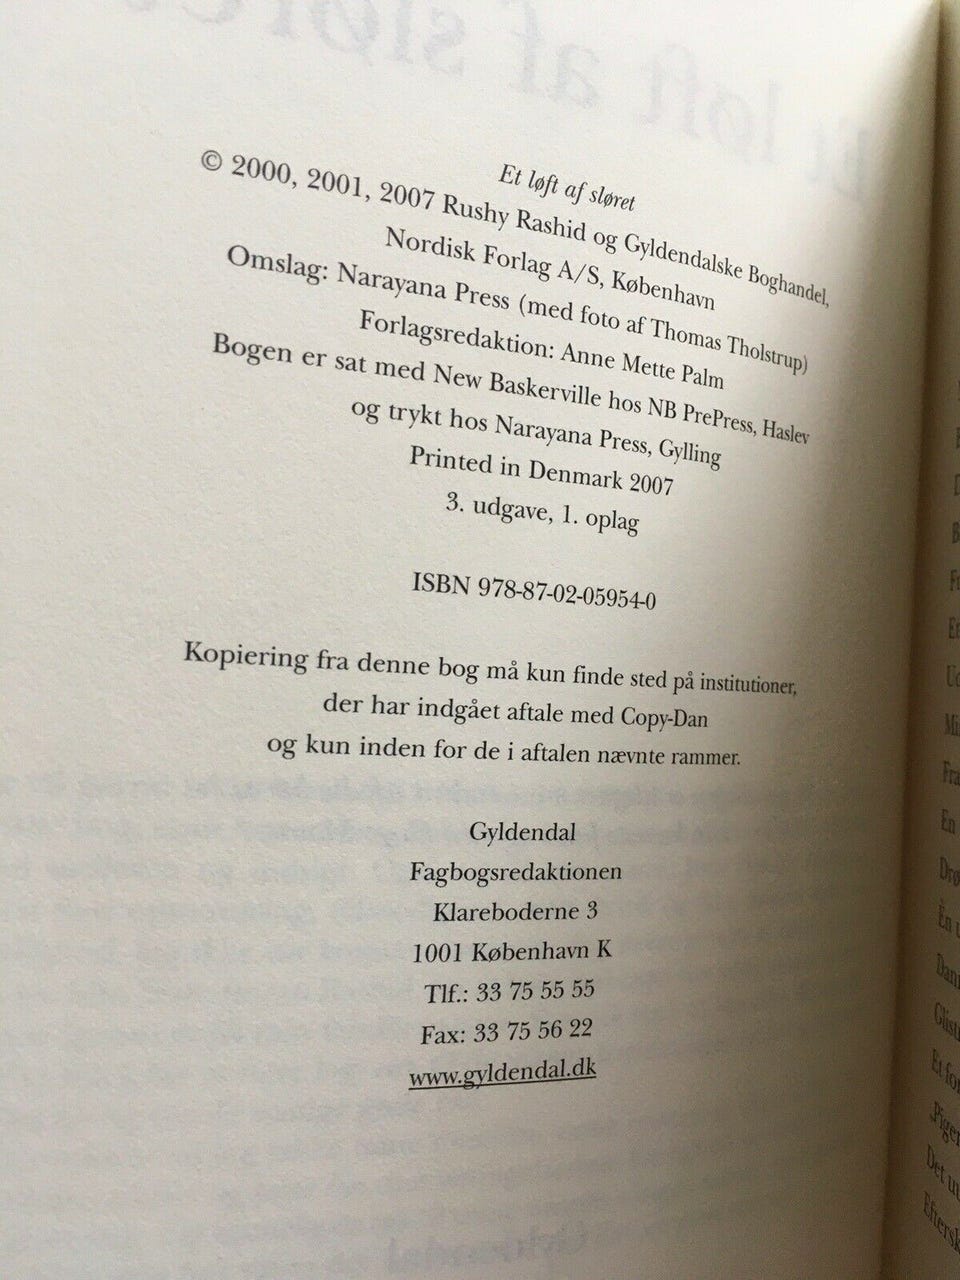 Et løft af sløret
© 2000, 2001, 2007 Rushy Rashid og Gyldendalske Boghandel,
Nordisk Forlag A/S, København
Omslag: Narayana Press (med foto af Thomas Tholstrup)
Forlagsredaktion: Anne Mette Palm
Bogen er sat med New Baskerville hos NB PrePress, Haslev
og trykt hos Narayana Press, Gylling
Printed in Denmark 2007
3. udgave, 1. oplag
ISBN 978-87-02-05954-0
Kopiering fra denne bog må kun finde sted på institutioner,
der har indgået aftale med Copy-Dan
og kun inden for de i aftalen nævnte rammer.
Gyldendal
Fagbogsredaktionen
Klareboderne 3
1001 København K
Tlf.: 33 75 55 55
Fax: 33 75 56 22
www.gyldendal.dk